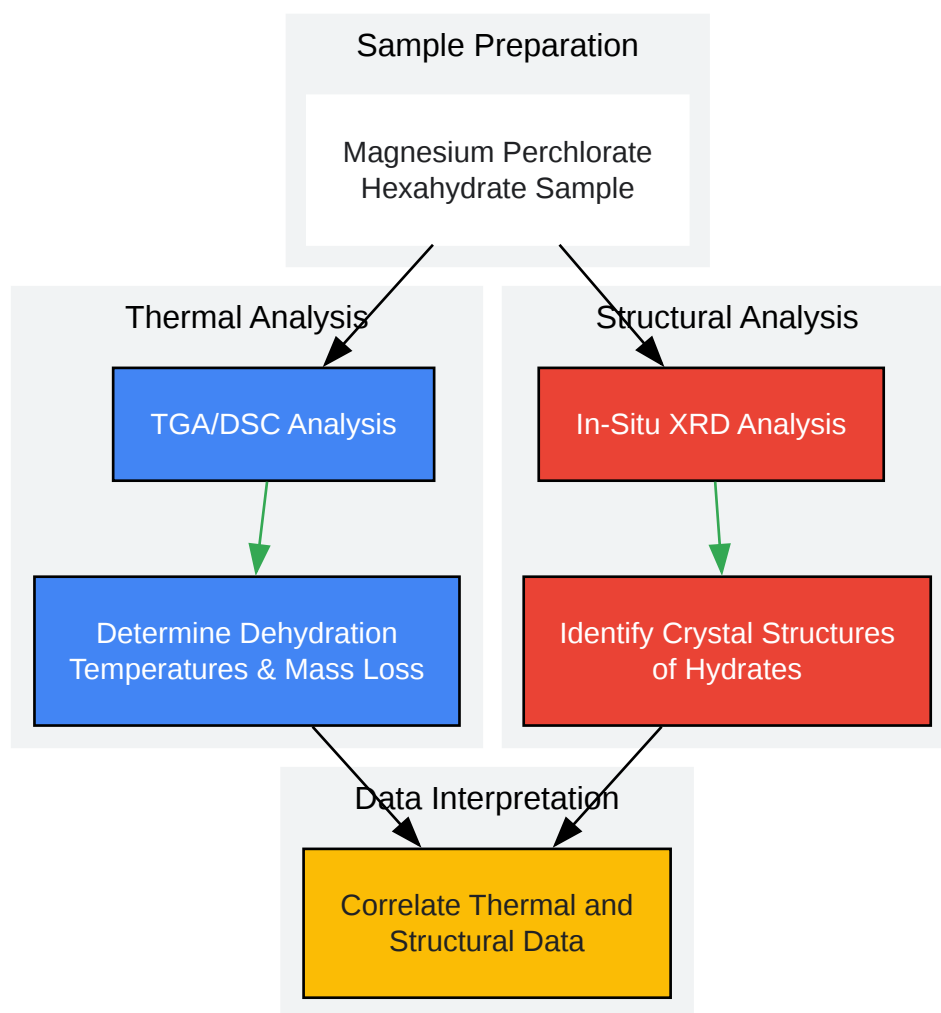 Sample Preparation
Magnesium Perchlorate
Hexahydrate Sample
Thermal Analysis
TGA/DSC Analysis
Determine Dehydration
Temperatures & Mass Loss
Structural Analysis
In-Situ XRD Analysis
Identify Crystal Structures
of Hydrates
Data Interpretation
Correlate Thermal and
Structural Data